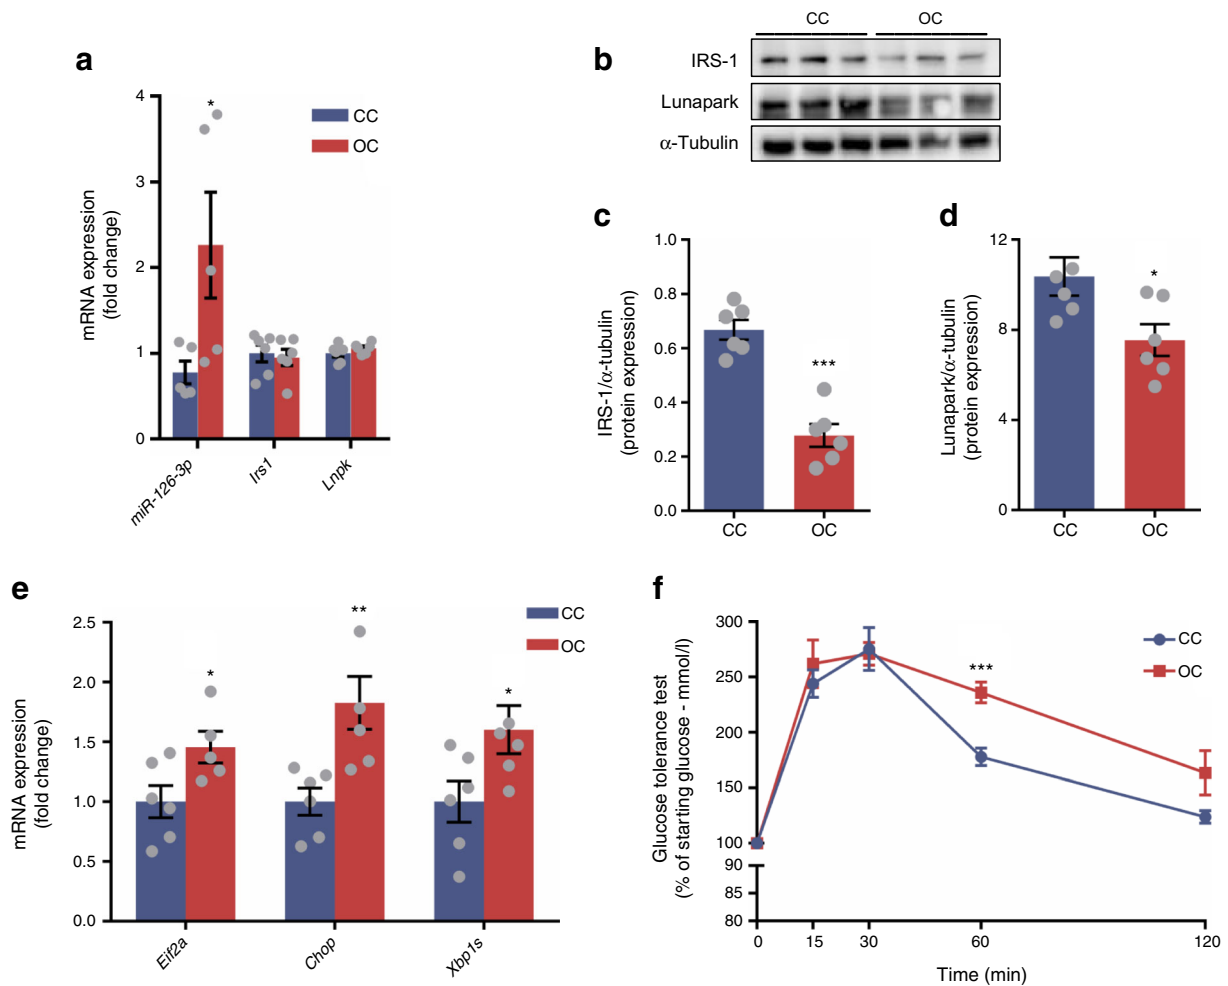 a
4
3
2
1
0
mRNA expression
(fold change)
*
CC
OC
miR-126-3p
Irs1
Lnpk
b
CC
OC
IRS-1
Lunapark
α-Tubulin
c
1.0
0.8
0.6
0.4
0.2
0.0
IRS-1/α-tubulin
(protein expression)
***
CC
OC
d
12
8
4
0
Lunapark/α-tubulin
(protein expression)
*
CC
OC
e
2.5
2.0
1.5
1.0
0.5
0.0
mRNA expression
(fold change)
*
**
*
CC
OC
Eif2a
Chop
Xbp1s
f
300
250
200
150
100
90
85
80
Glucose tolerance test
(% of starting glucose - mmol/l)
***
CC
OC
0
15
30
60
120
Time (min)